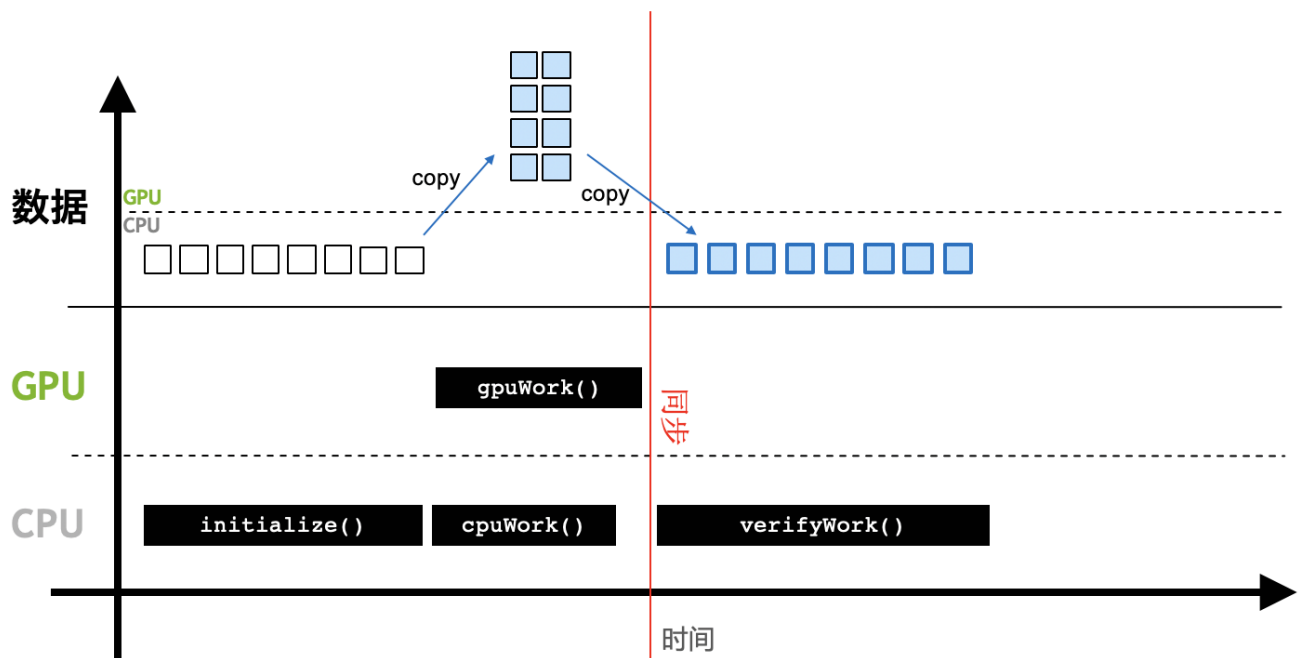 copy
copy
数据
GPU
CPU
GPU
gpuWork()
同步
CPU
initialize()
cpuWork()
verifyWork()
时间